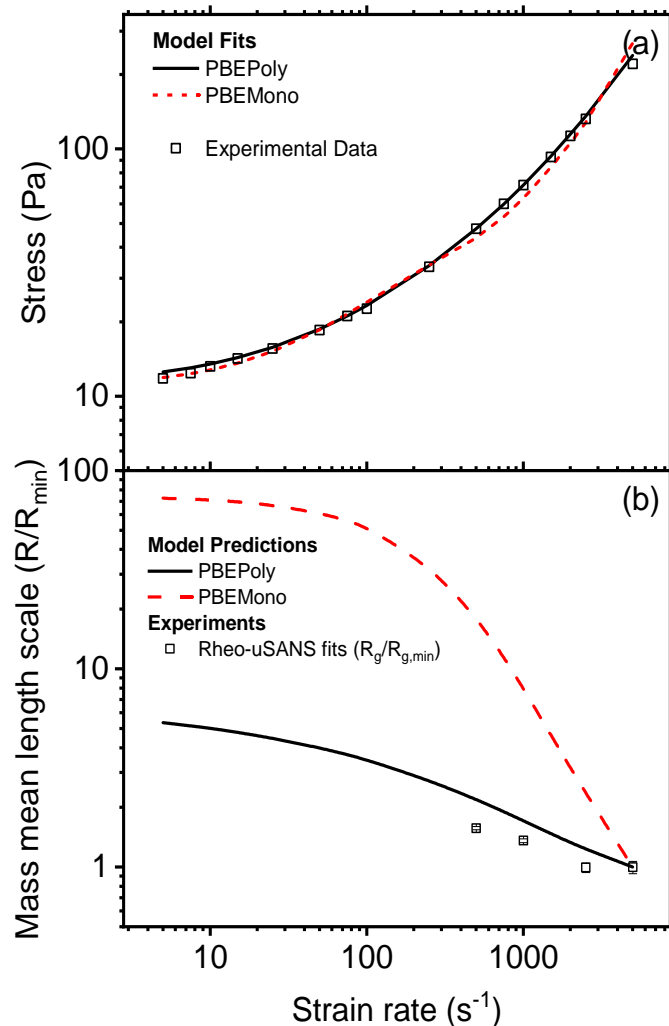 (a)
Model Fits
PBEPoly
PBEMono
Experimental Data
100
10
Stress (Pa)
(b)
100
10
1
Mass mean length scale (R/Rmin)
Model Predictions
PBEPoly
PBEMono
Experiments
Rheo-uSANS fits (Rg/Rg,min)
10
100
1000
Strain rate (s-1)